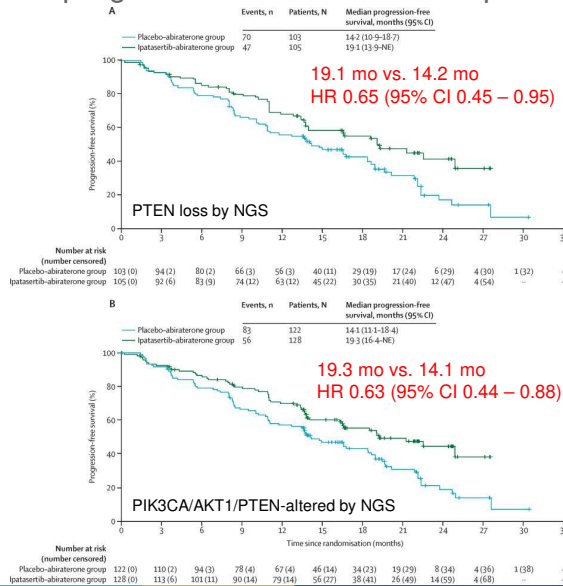 A
Events, n Patients, N Median progression-free survival, months (95% CI)
Placebo-abiraterone group 70 103 14·2 (10·9–18·7)
Ipatasertib-abiraterone group 47 105 19·1 (13·9–NE)
19.1 mo vs. 14.2 mo
HR 0.65 (95% CI 0.45 – 0.95)
Progression-free survival (%)
100
80
60
40
20
0
PTEN loss by NGS
0 3 6 9 12 15 18 21 24 27 30
Number at risk
(number censored)
Placebo-abiraterone group 103 (0) 94 (2) 80 (2) 66 (3) 56 (3) 40 (11) 29 (19) 17 (24) 6 (29) 4 (30) 1 (32)
Ipatasertib-abiraterone group 105 (0) 92 (6) 83 (9) 74 (12) 63 (12) 45 (22) 30 (35) 21 (40) 12 (47) 4 (54) –
B
Events, n Patients, N Median progression-free survival, months (95% CI)
Placebo-abiraterone group 83 122 14·1 (11·1–18·4)
Ipatasertib-abiraterone group 56 128 19·3 (16·4–NE)
19.3 mo vs. 14.1 mo
HR 0.63 (95% CI 0.44 – 0.88)
Progression-free survival (%)
100
80
60
40
20
0
PIK3CA/AKT1/PTEN-altered by NGS
0 3 6 9 12 15 18 21 24 27 30
Time since randomisation (months)
Number at risk
(number censored)
Placebo-abiraterone group 122 (0) 110 (2) 94 (3) 78 (4) 67 (4) 46 (14) 34 (23) 19 (29) 8 (34) 4 (36) 1 (38)
Ipatasertib-abiraterone group 128 (0) 113 (6) 101 (11) 90 (14) 79 (14) 56 (27) 38 (41) 26 (49) 14 (59) 4 (68) –